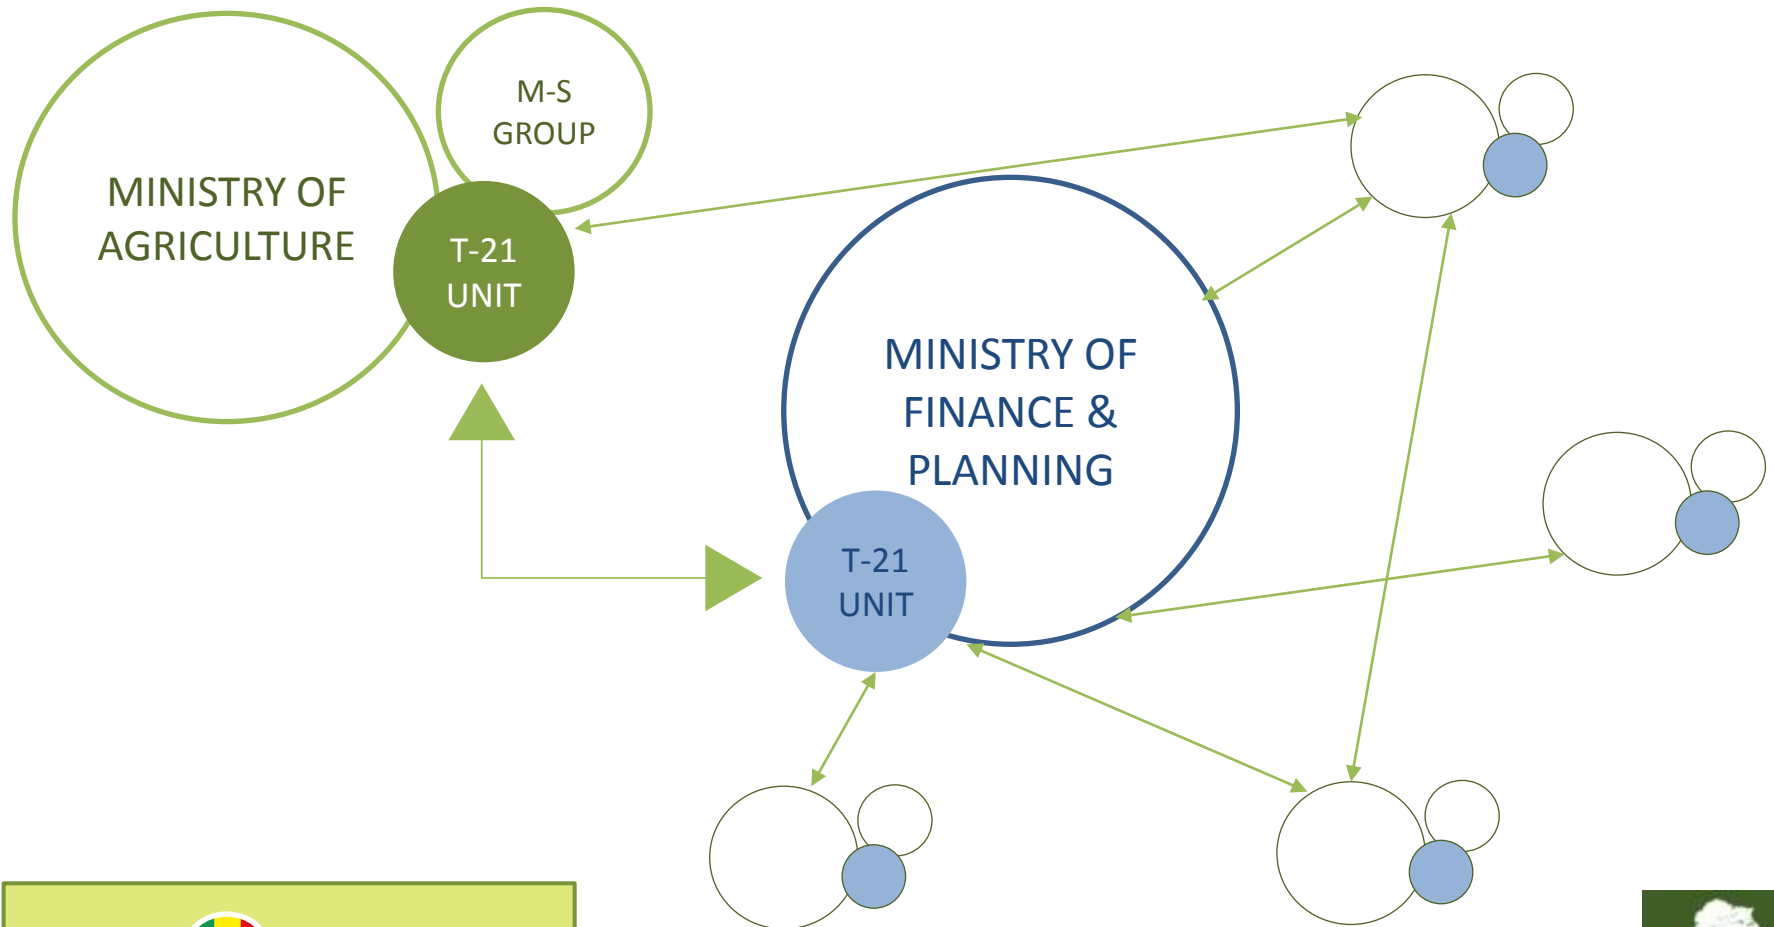 M-S
GROUP
MINISTRY OF
AGRICULTURE
T-21
UNIT
MINISTRY OF
FINANCE &
PLANNING
T-21
UNIT